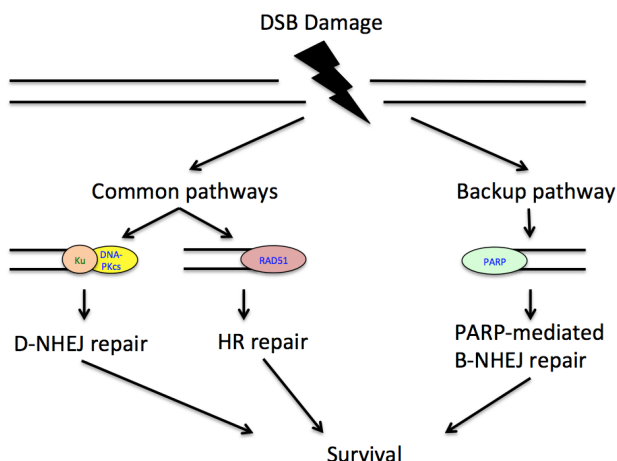 DSB Damage
Common pathways
Backup pathway
Ku
DNA-
PKcs
RAD51
PARP
D-NHEJ repair
HR repair
PARP-mediated
B-NHEJ repair
Survival